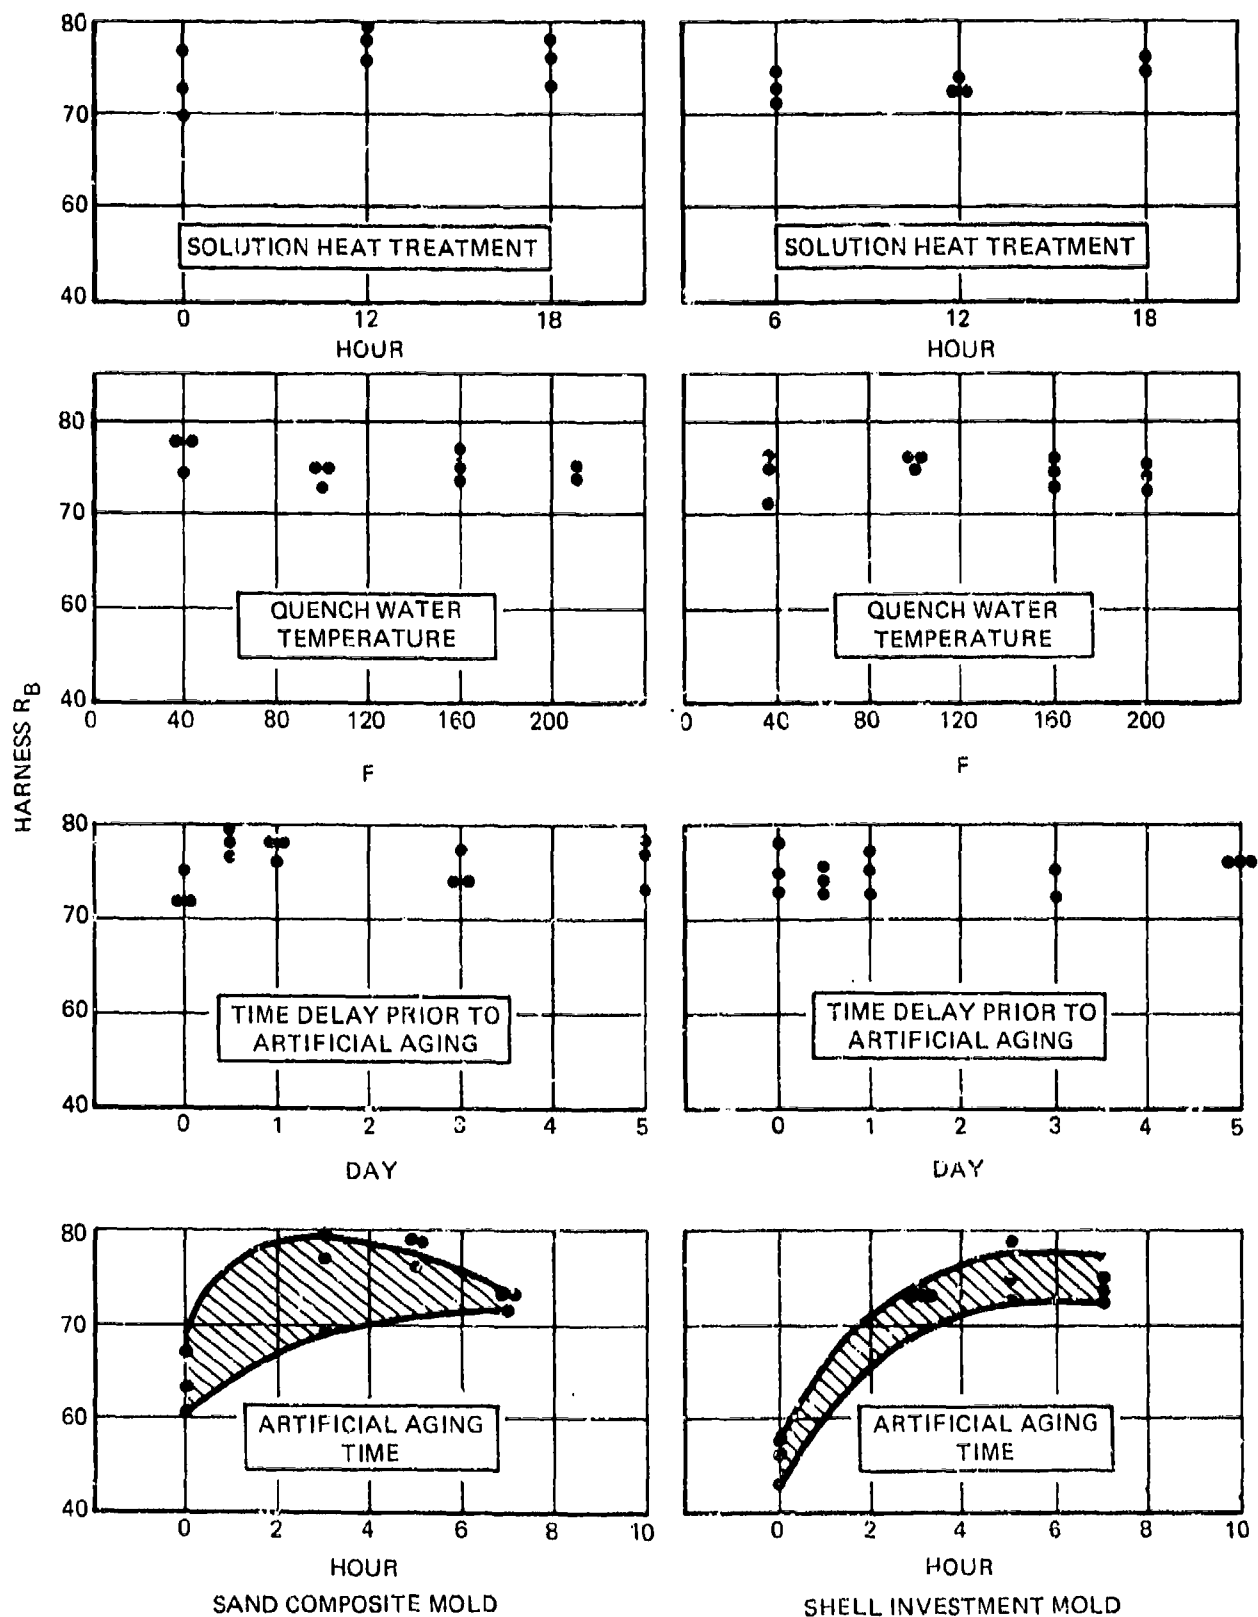 80
70
60
40
SOLUTION HEAT TREATMENT
0 12 18
HOUR
SOLUTION HEAT TREATMENT
6 12 18
HOUR
HARNESS RB
80
70
60
40
QUENCH WATER
TEMPERATURE
0 40 80 120 160 200
F
QUENCH WATER
TEMPERATURE
0 40 80 120 160 200
F
80
70
60
40
TIME DELAY PRIOR TO
ARTIFICIAL AGING
0 1 2 3 4 5
DAY
TIME DELAY PRIOR TO
ARTIFICIAL AGING
0 1 2 3 4 5
DAY
80
70
60
40
ARTIFICIAL AGING
TIME
0 2 4 6 8 10
HOUR
SAND COMPOSITE MOLD
ARTIFICIAL AGING
TIME
0 2 4 6 8 10
HOUR
SHELL INVESTMENT MOLD